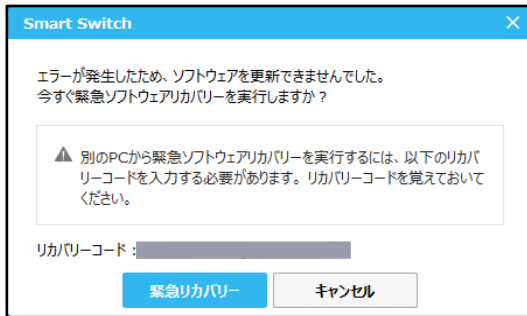 Smart Switch
エラーが発生したため、ソフトウェアを更新できませんでした。
今すぐ緊急ソフトウェアリカバリーを実行しますか？
別のPCから緊急ソフトウェアリカバリーを実行するには、以下のリカバ
リーコードを入力する必要があります。リカバリーコードを覚えておいて
ください。
リカバリーコード：
緊急リカバリー
キャンセル